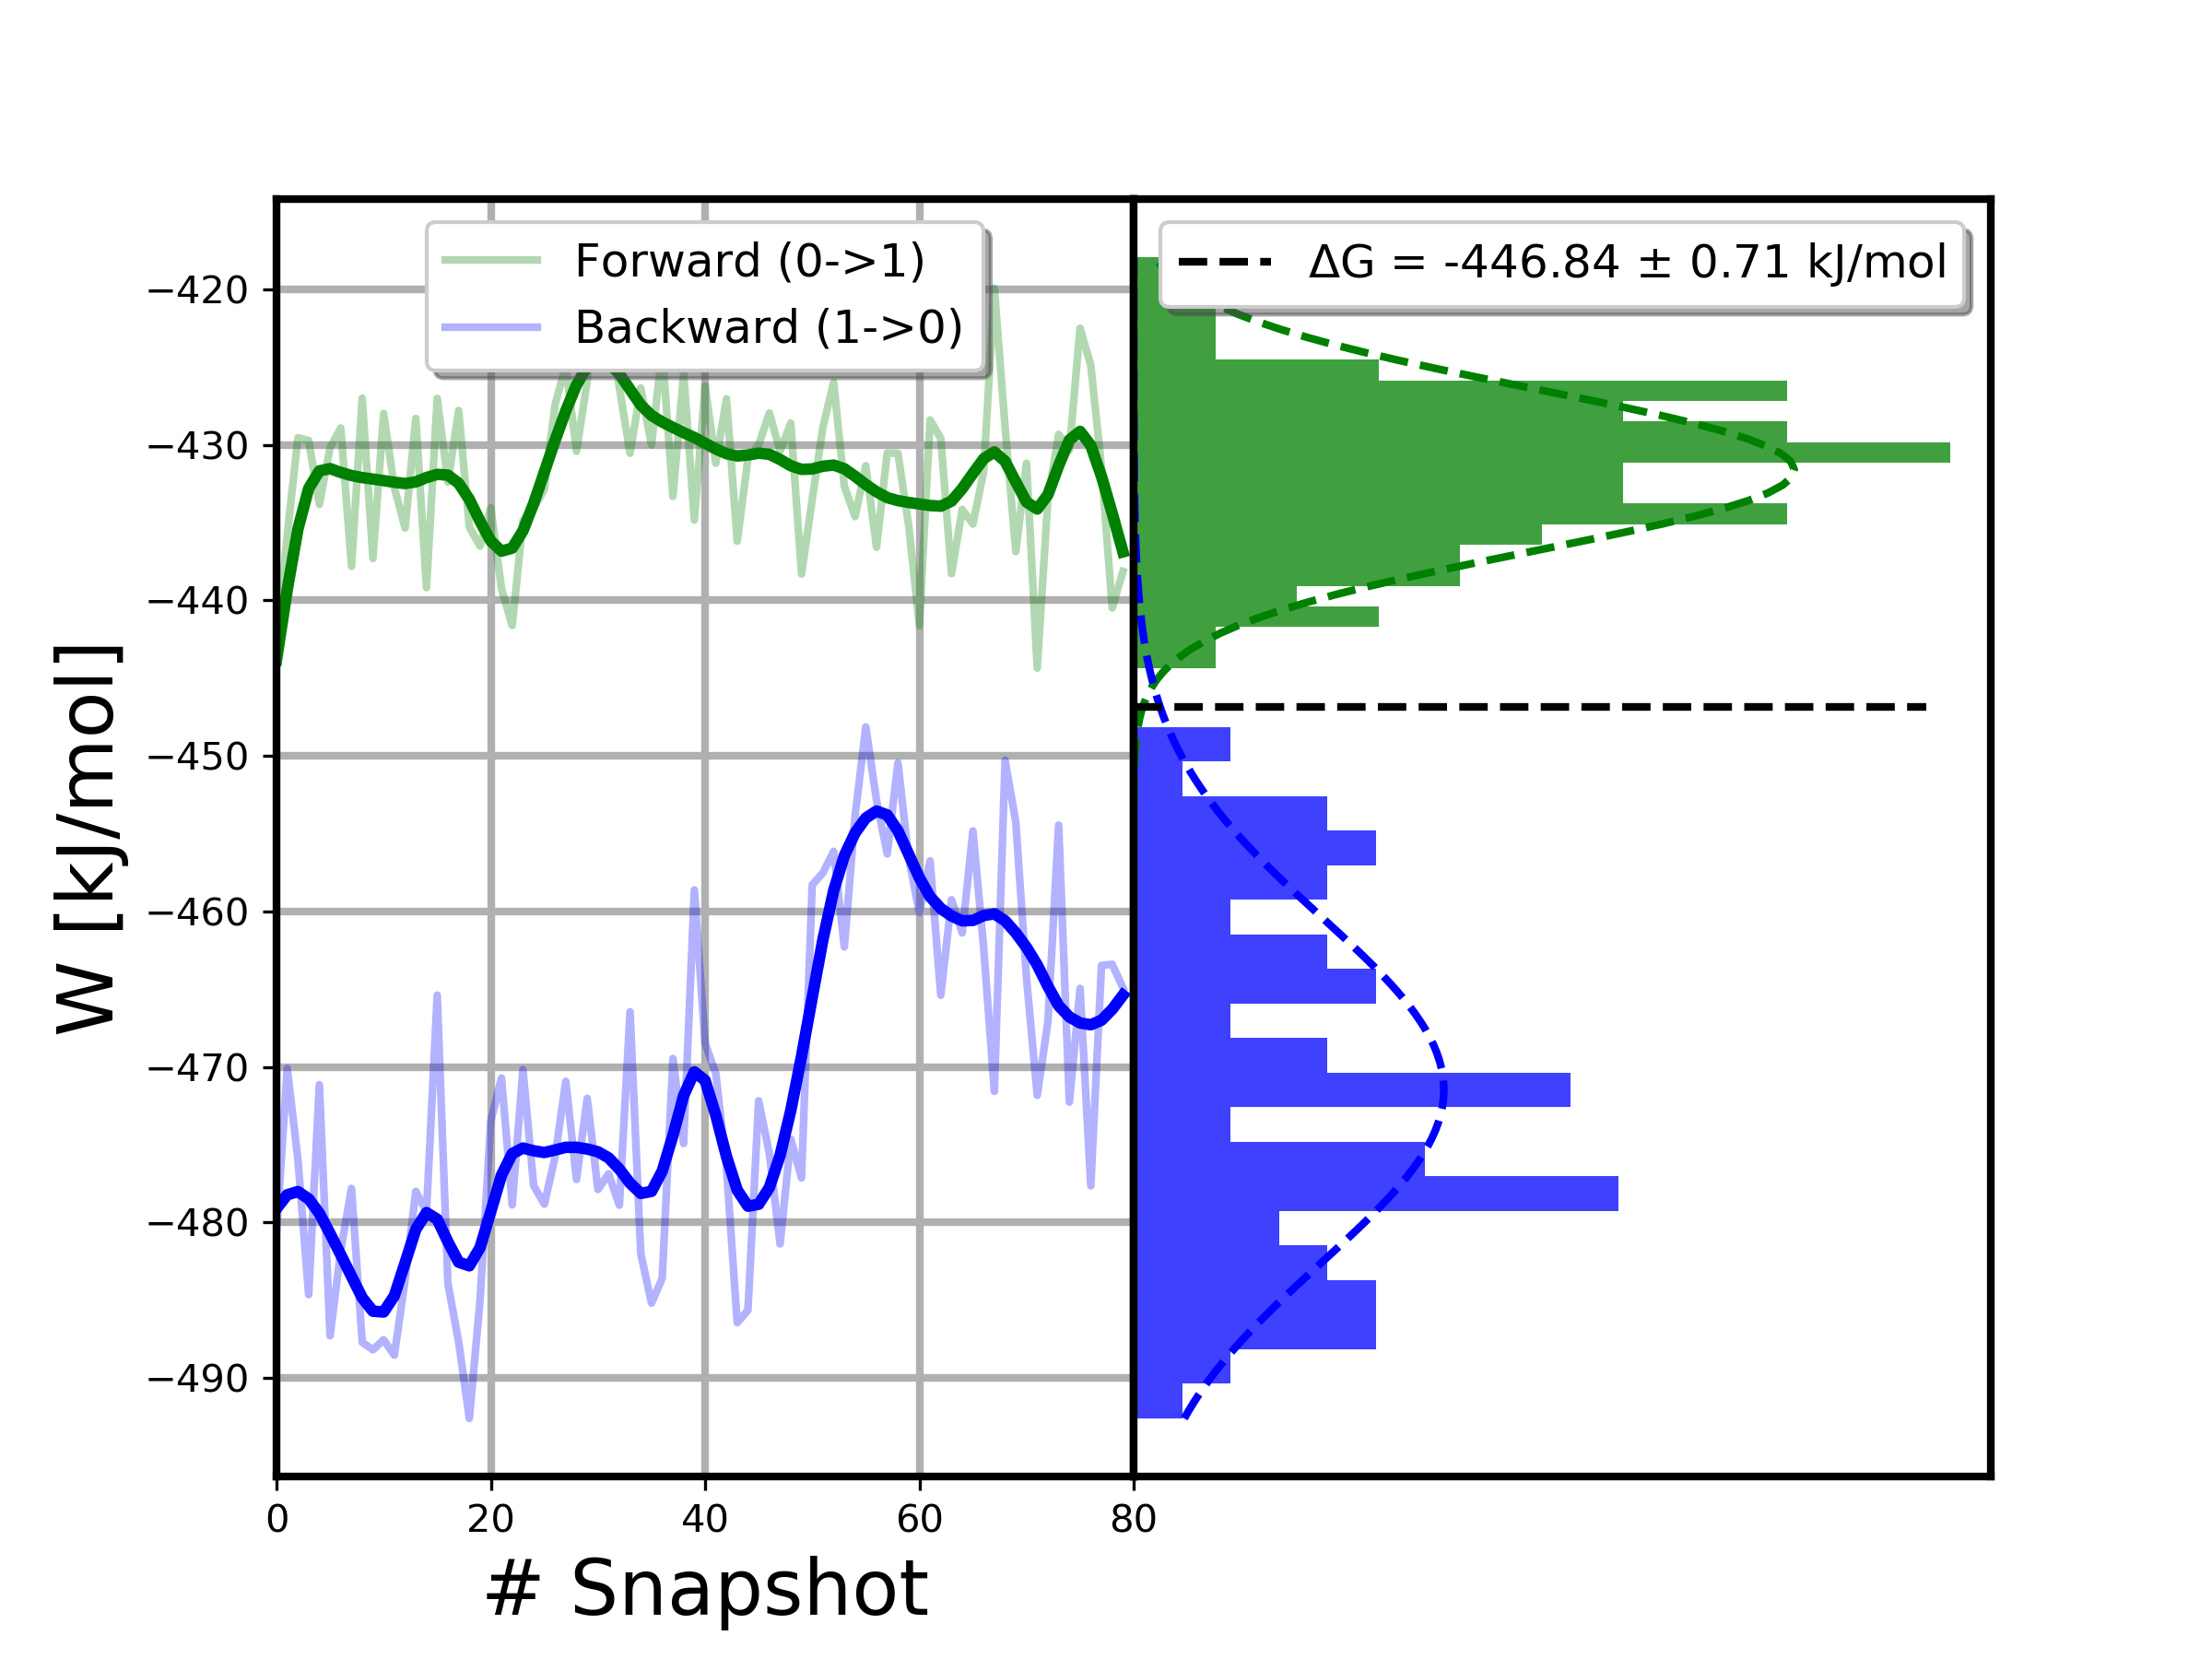 Forward (0->1)
Backward (1->0)
ΔG = -446.84 ± 0.71 kJ/mol
W [kJ/mol]
−420
−430
−440
−450
−460
−470
−480
−490
0 20 40 60 80
# Snapshot